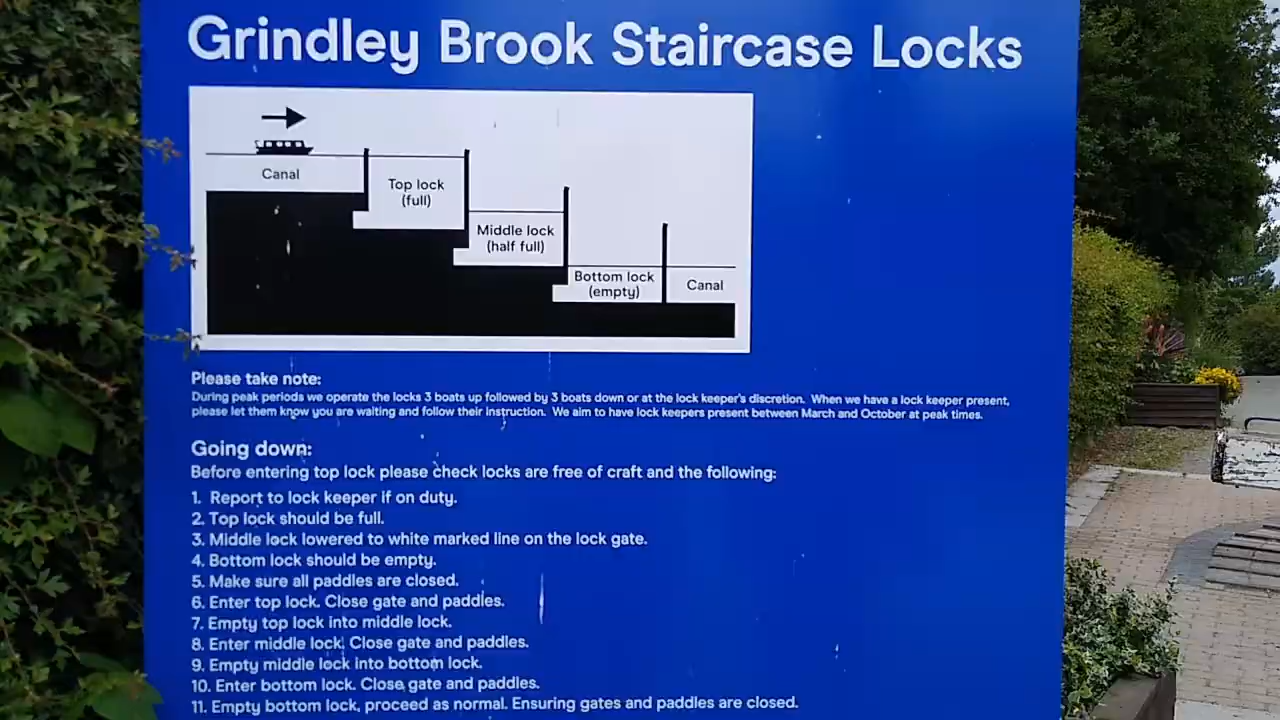 Grindley Brook Staircase Locks
Canal
Top lock
(full)
Middle lock
(half full)
Bottom lock
(empty)
Canal
Please take note:
During peak periods we operate the locks 3 boats up followed by 3 boats down or at the lock keeper's discretion. When we have a lock keeper present,
please let them know you are waiting and follow their instruction. We aim to have lock keepers present between March and October at peak times.
Going down:
Before entering top lock please check locks are free of craft and the following:
1. Report to lock keeper if on duty.
2. Top lock should be full.
3. Middle lock lowered to white marked line on the lock gate.
4. Bottom lock should be empty.
5. Make sure all paddles are closed.
6. Enter top lock. Close gate and paddles.
7. Empty top lock into middle lock.
8. Enter middle lock. Close gate and paddles.
9. Empty middle lock into bottom lock.
10. Enter bottom lock. Close gate and paddles.
11. Empty bottom lock, proceed as normal. Ensuring gates and paddles are closed.